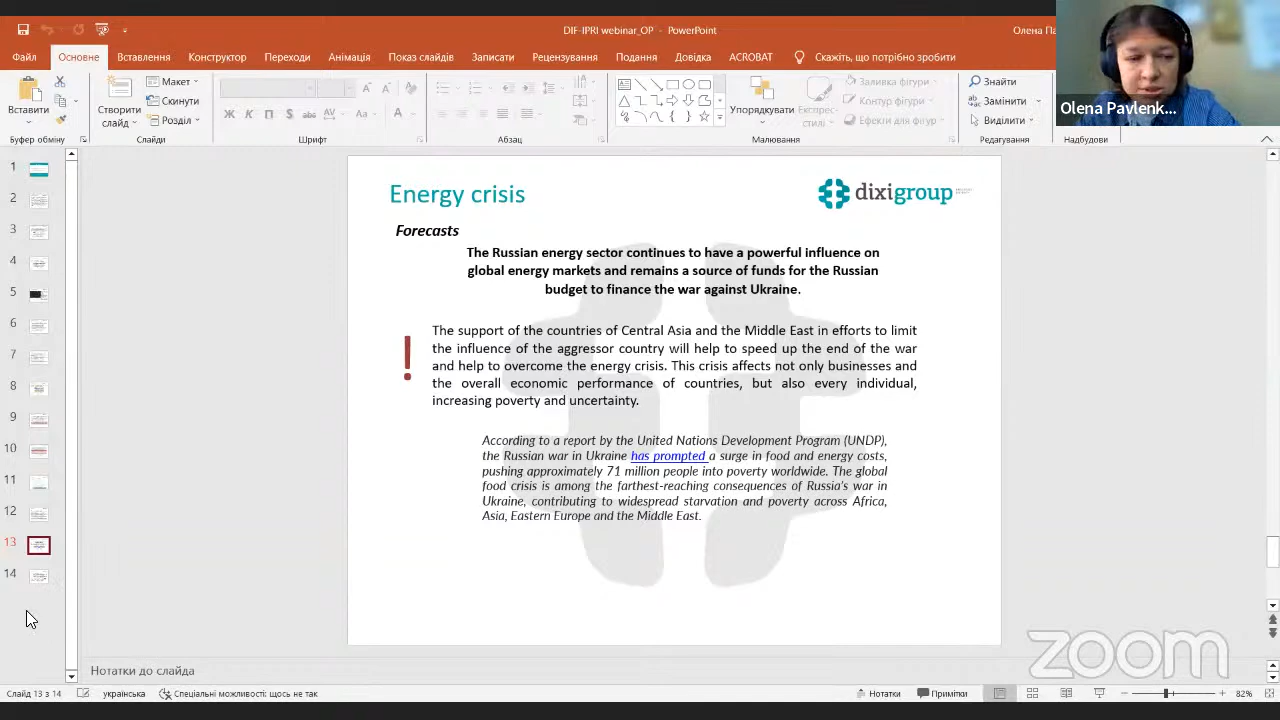 DIF-IPRI webinar_OP - PowerPoint
Олена Па
Файл Основне Вставлення Конструктор Переходи Анімація Показ слайдів Записати Рецензування Подання Довідка ACROBAT Скажіть, що потрібно зробити
Вставити
Створити слайд
Макет
Скинути
Розділ
Упорядкувати
Експрес-стилі
Заливка фігури
Контур фігури
Ефекти для фігур
Знайти
Замінити
Виділити
Буфер обміну Слайди Шрифт Абзац Малювання Редагування Надбудови
Olena Pavlenk...
1
2
3
4
5
6
7
8
9
10
11
12
13
14
Energy crisis
dixigroup
Forecasts
The Russian energy sector continues to have a powerful influence on
global energy markets and remains a source of funds for the Russian
budget to finance the war against Ukraine.
!
The support of the countries of Central Asia and the Middle East in efforts to limit
the influence of the aggressor country will help to speed up the end of the war
and help to overcome the energy crisis. This crisis affects not only businesses and
the overall economic performance of countries, but also every individual,
increasing poverty and uncertainty.
According to a report by the United Nations Development Program (UNDP),
the Russian war in Ukraine has prompted a surge in food and energy costs,
pushing approximately 71 million people into poverty worldwide. The global
food crisis is among the farthest-reaching consequences of Russia's war in
Ukraine, contributing to widespread starvation and poverty across Africa,
Asia, Eastern Europe and the Middle East.
zoom
Нотатки до слайда
Слайд 13 з 14 українська Спеціальні можливості: щось не так Нотатки Примітки 82%